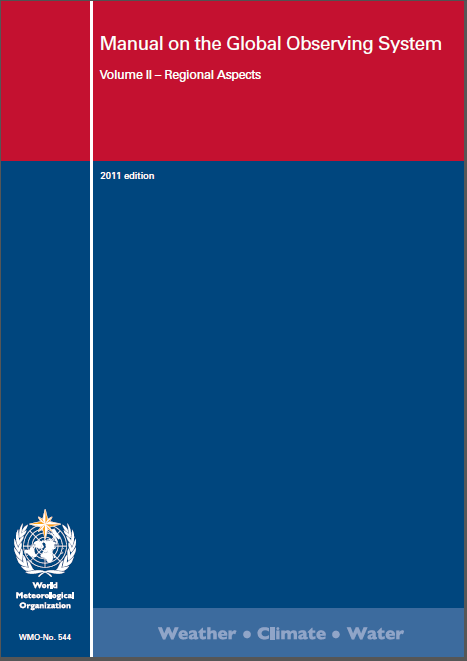 Manual on the Global Observing System
Volume II – Regional Aspects
2011 edition
World
Meteorological
Organization
WMO-No. 544
Weather • Climate • Water